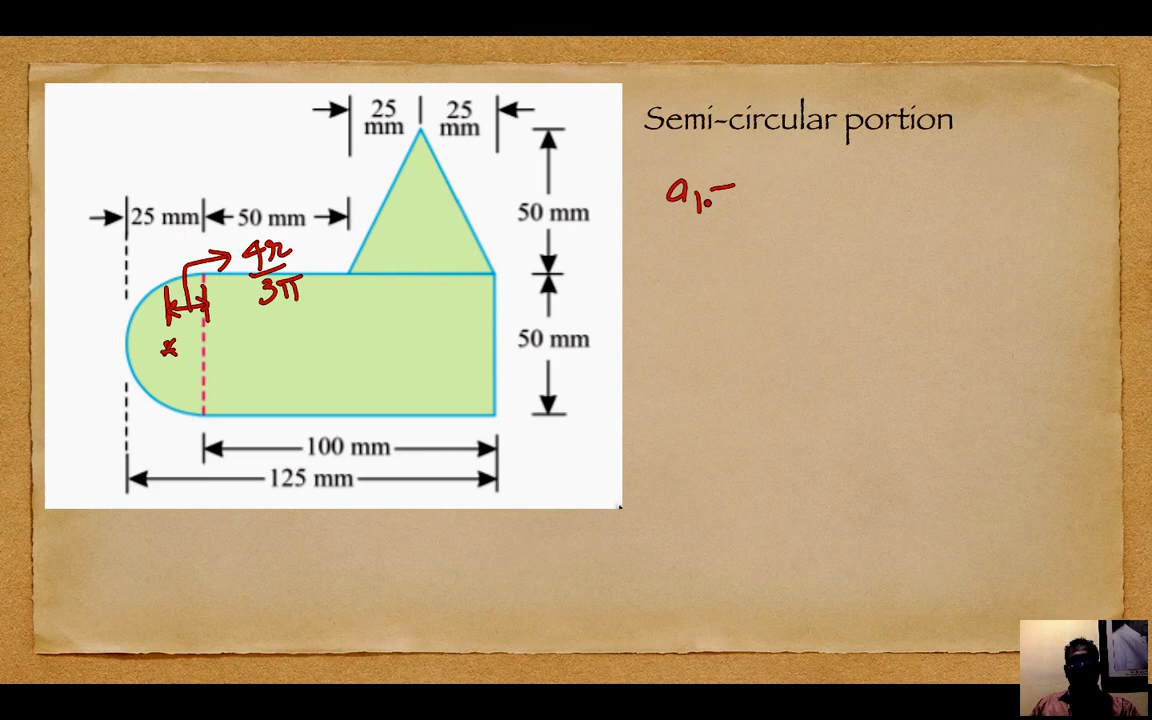 25 25
mm mm
Semi-circular portion
a₁ =
25 mm 50 mm 50 mm
4r
3π
50 mm
100 mm
125 mm